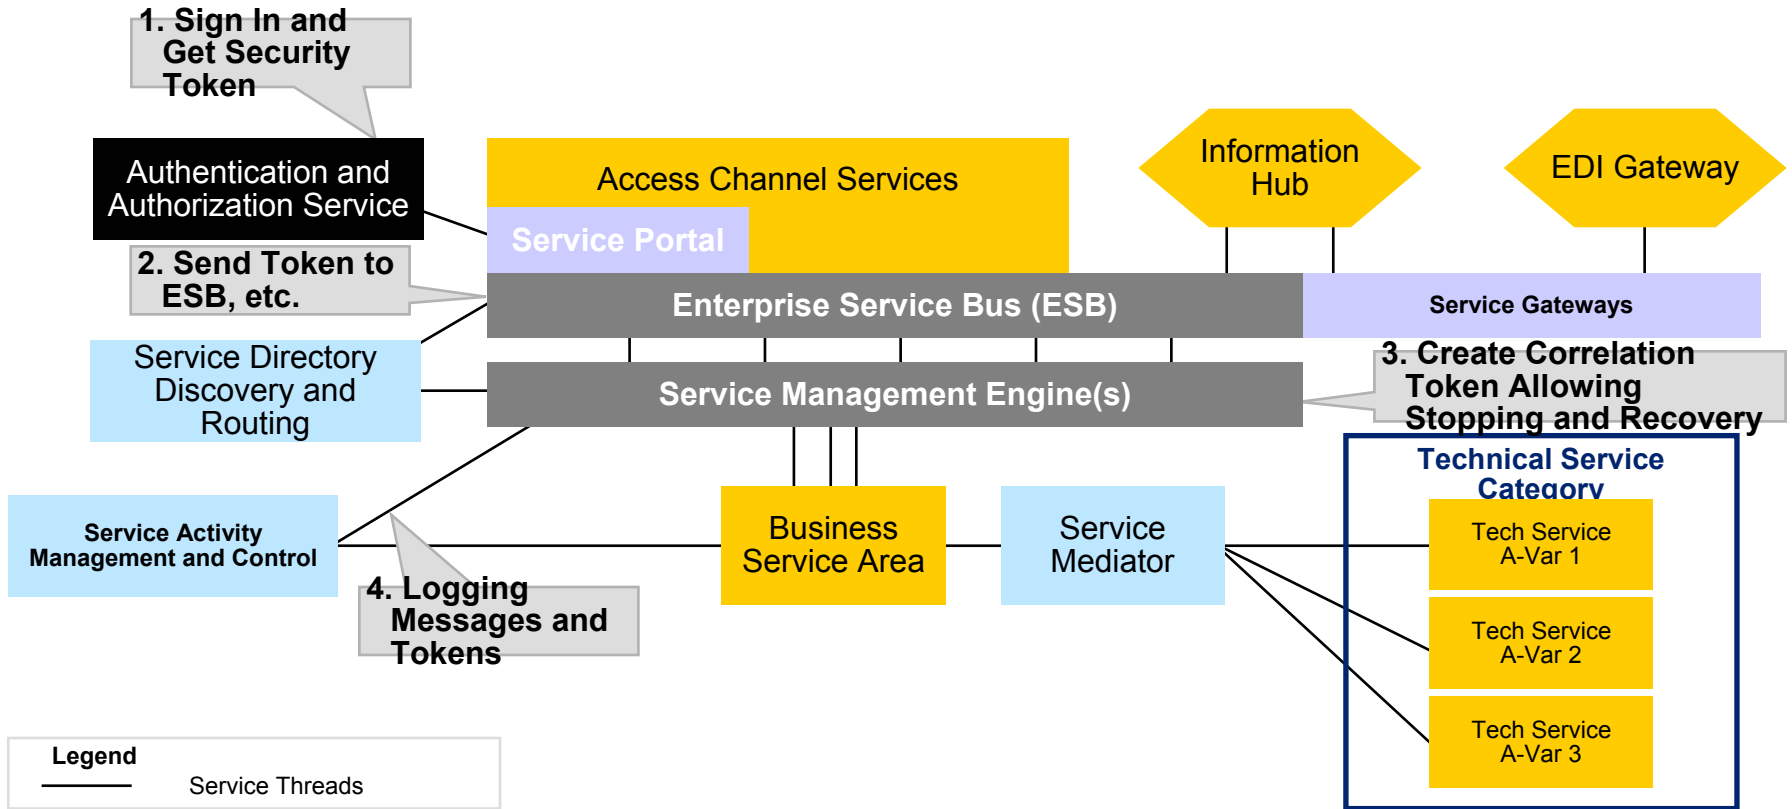 1. Sign In and
Get Security
Token
Authentication and
Authorization Service
Access Channel Services
Service Portal
Information
Hub
EDI Gateway
2. Send Token to
ESB, etc.
Enterprise Service Bus (ESB)
Service Gateways
Service Directory
Discovery and
Routing
Service Management Engine(s)
3. Create Correlation
Token Allowing
Stopping and Recovery
Technical Service
Category
Service Activity
Management and Control
Business
Service Area
Service
Mediator
Tech Service
A-Var 1
4. Logging
Messages and
Tokens
Tech Service
A-Var 2
Tech Service
A-Var 3
Legend
Service Threads